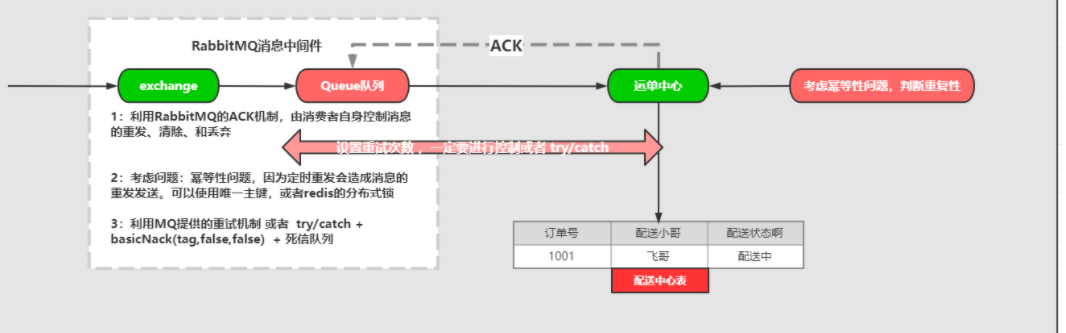 RabbitMQ消息中间件
ACK
exchange
Queue队列
运单中心
考虑幂等性问题，判断重复性
1：利用RabbitMQ的ACK机制，由消费者自身控制消息
的重发、清除、和丢弃
设置重试次数 ，一定要进行控制或者 try/catch
2：考虑问题：幂等性问题，因为定时重发会造成消息的
重发发送。可以使用唯一主键，或者redis的分布式锁
3：利用MQ提供的重试机制 或者 try/catch +
basicNack(tag,false,false) + 死信队列
订单号 配送小哥 配送状态啊
1001 飞哥 配送中
配送中心表